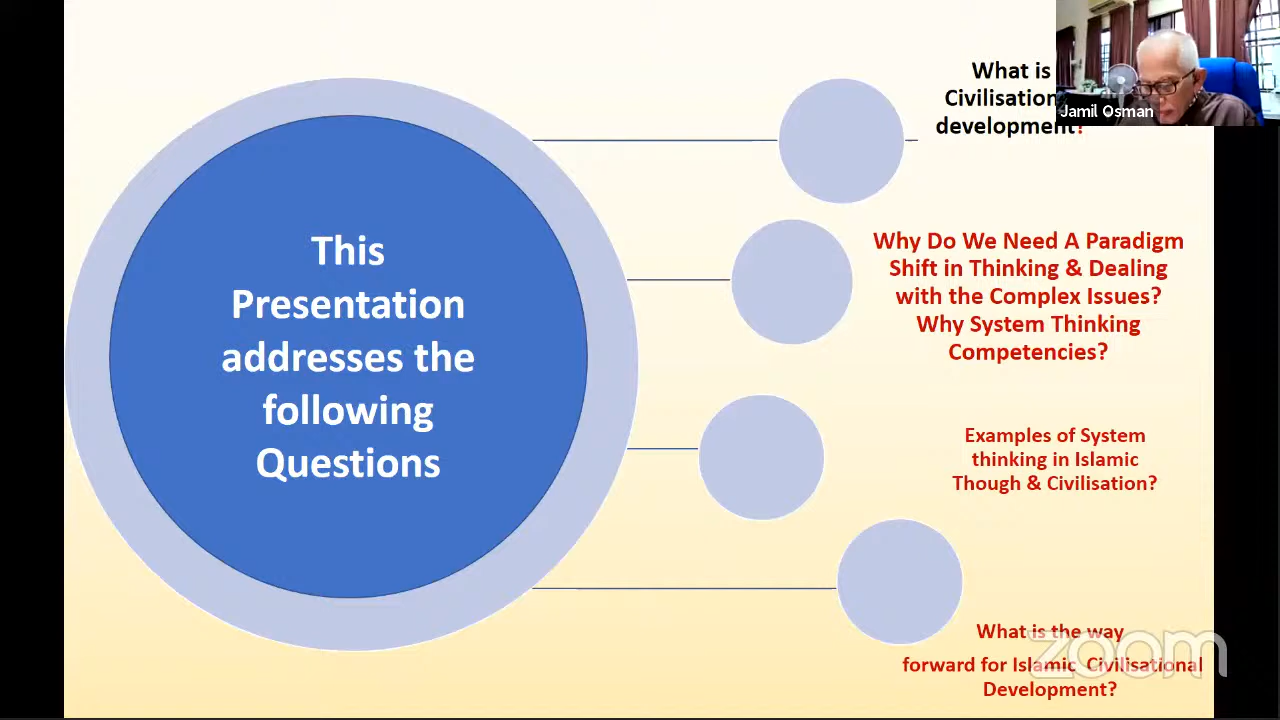 This
Presentation
addresses the
following
Questions
What is
Civilisation
development?
Jamil Osman
Why Do We Need A Paradigm
Shift in Thinking & Dealing
with the Complex Issues?
Why System Thinking
Competencies?
Examples of System
thinking in Islamic
Though & Civilisation?
What is the way
forward for Islamic Civilisational
Development?
zoom